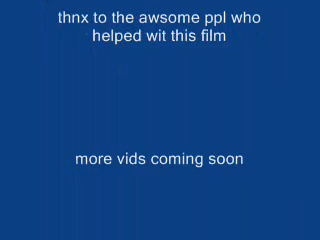 thnx to the awsome ppl who
helped wit this film
more vids coming soon